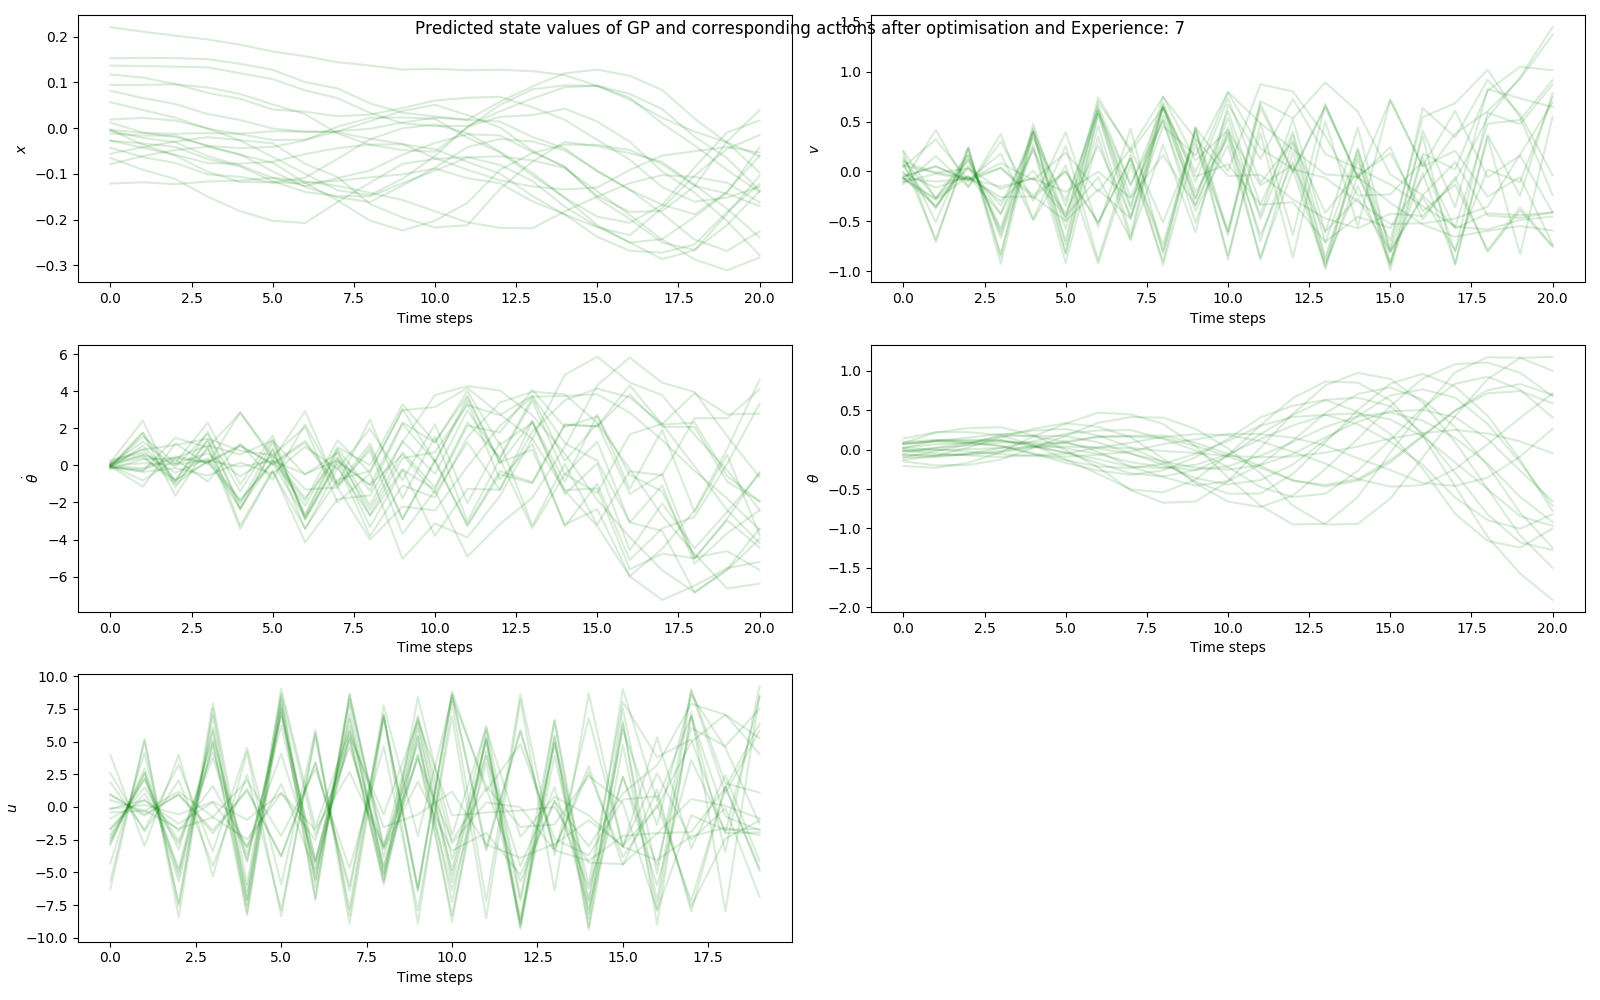 Predicted state values of GP and corresponding actions after optimisation and Experience: 7
0.2
0.1
0.0
−0.1
−0.2
−0.3
x
0.0 2.5 5.0 7.5 10.0 12.5 15.0 17.5 20.0
Time steps
1.5
1.0
0.5
0.0
−0.5
−1.0
v
0.0 2.5 5.0 7.5 10.0 12.5 15.0 17.5 20.0
Time steps
6
4
2
0
−2
−4
−6
θ̇
0.0 2.5 5.0 7.5 10.0 12.5 15.0 17.5 20.0
Time steps
1.0
0.5
0.0
−0.5
−1.0
−1.5
−2.0
θ
0.0 2.5 5.0 7.5 10.0 12.5 15.0 17.5 20.0
Time steps
10.0
7.5
5.0
2.5
0.0
−2.5
−5.0
−7.5
−10.0
u
0.0 2.5 5.0 7.5 10.0 12.5 15.0 17.5
Time steps